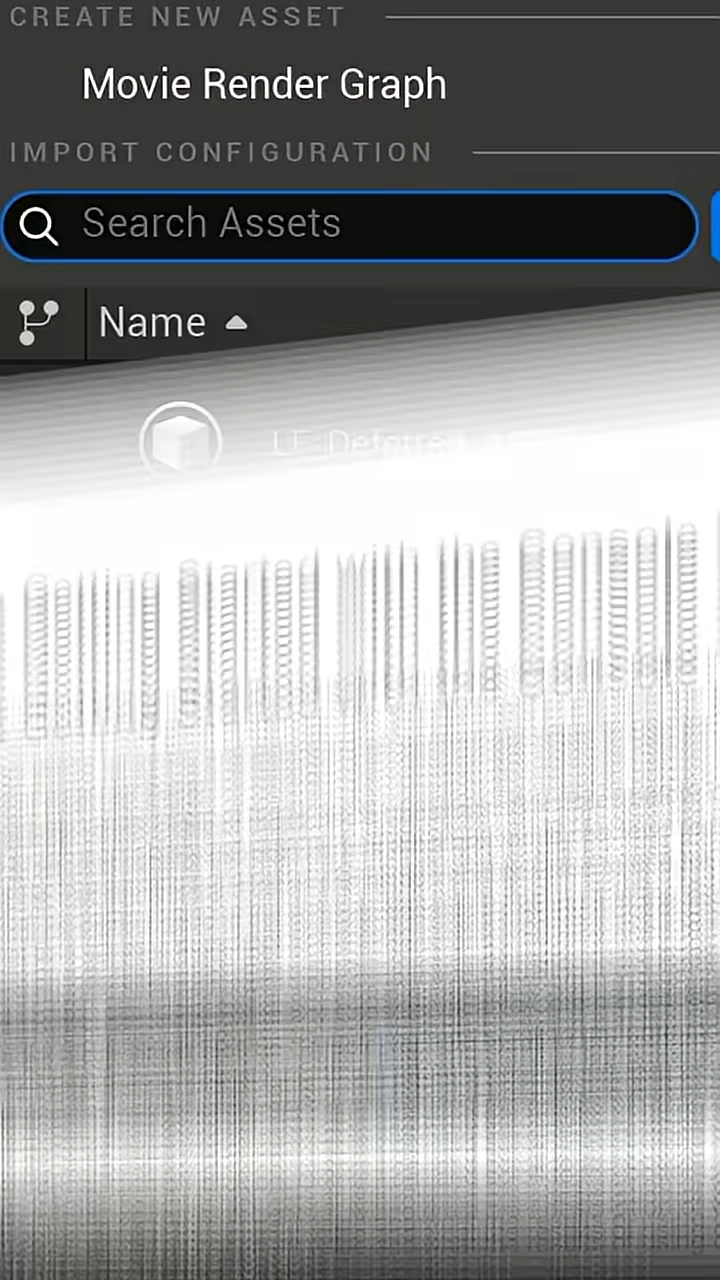 CREATE NEW ASSET
Movie Render Graph
IMPORT CONFIGURATION
Search Assets
Name